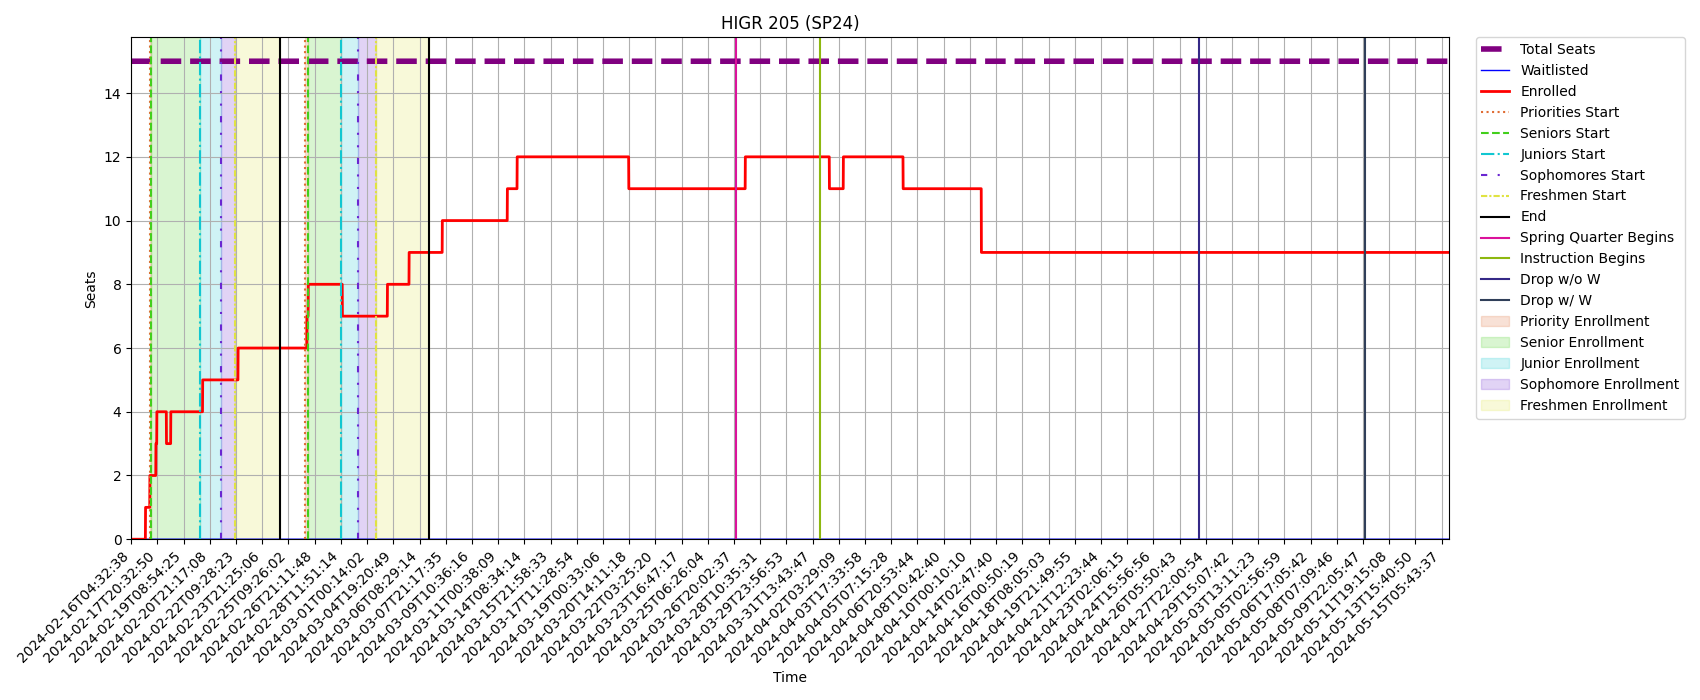 HIGR 205 (SP24)
Seats
14
12
10
8
6
4
2
0
2024-02-16T04:32:38
2024-02-17T20:32:50
2024-02-19T08:54:25
2024-02-20T21:17:08
2024-02-22T09:28:23
2024-02-23T21:25:06
2024-02-25T09:26:02
2024-02-26T21:11:48
2024-02-28T11:51:14
2024-03-01T00:14:02
2024-03-04T19:20:49
2024-03-06T08:29:14
2024-03-07T21:17:35
2024-03-09T10:36:16
2024-03-11T00:38:09
2024-03-14T08:34:14
2024-03-15T21:58:33
2024-03-17T11:28:54
2024-03-19T00:33:06
2024-03-20T14:11:18
2024-03-22T03:25:20
2024-03-23T16:47:17
2024-03-25T06:26:04
2024-03-26T20:02:37
2024-03-28T10:35:31
2024-03-29T23:56:53
2024-03-31T13:43:47
2024-04-02T03:29:09
2024-04-03T17:33:58
2024-04-05T07:15:28
2024-04-06T20:53:44
2024-04-08T10:42:40
2024-04-10T00:10:10
2024-04-14T02:47:40
2024-04-16T00:50:19
2024-04-18T08:05:03
2024-04-19T21:49:55
2024-04-21T12:23:44
2024-04-23T02:06:15
2024-04-24T15:56:56
2024-04-26T05:50:43
2024-04-27T22:00:54
2024-04-29T15:07:42
2024-05-03T13:11:23
2024-05-05T02:56:59
2024-05-06T17:05:42
2024-05-08T07:09:46
2024-05-09T22:05:47
2024-05-11T19:15:08
2024-05-13T15:40:50
2024-05-15T05:43:37
Time
Total Seats
Waitlisted
Enrolled
Priorities Start
Seniors Start
Juniors Start
Sophomores Start
Freshmen Start
End
Spring Quarter Begins
Instruction Begins
Drop w/o W
Drop w/ W
Priority Enrollment
Senior Enrollment
Junior Enrollment
Sophomore Enrollment
Freshmen Enrollment